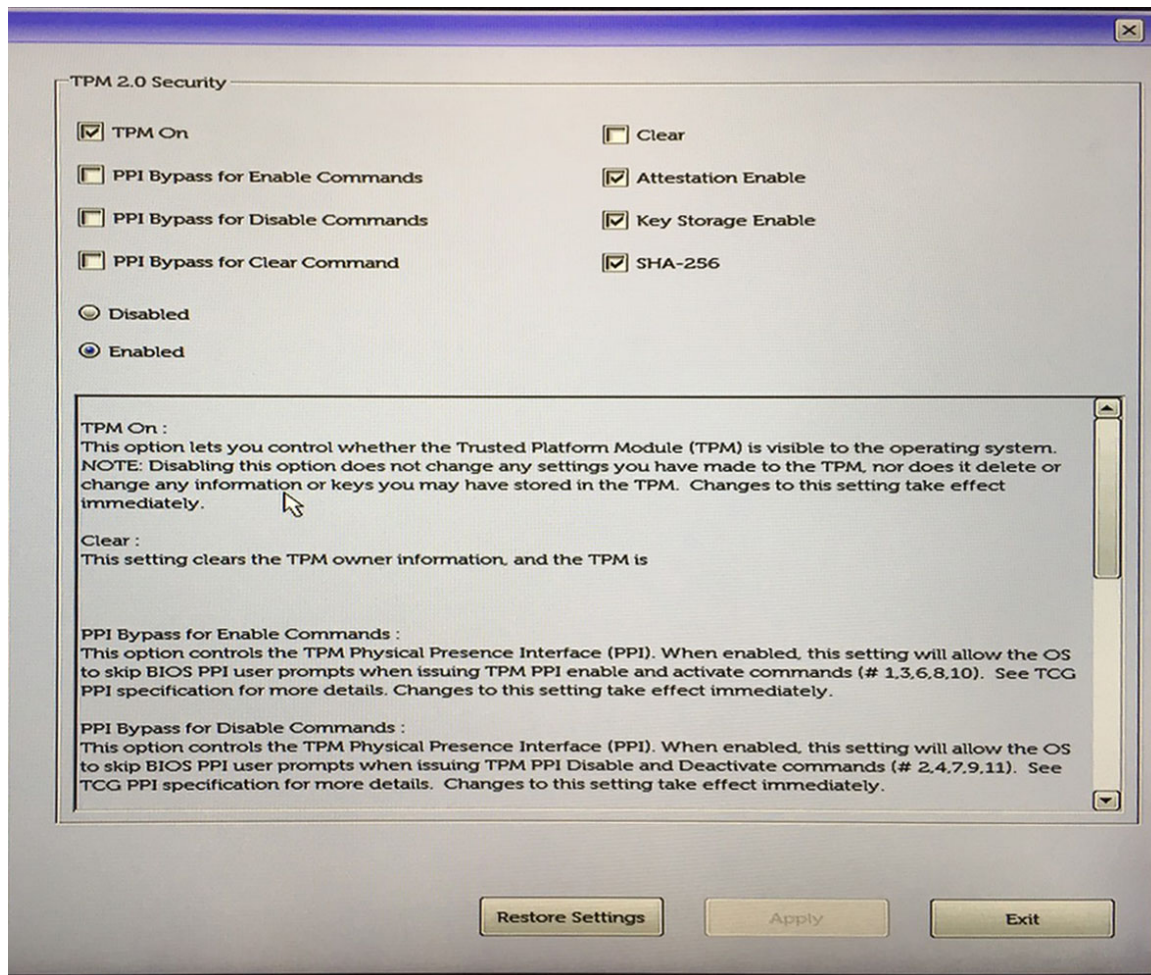 TPM 2.0 Security
TPM On
Clear
PPI Bypass for Enable Commands
Attestation Enable
PPI Bypass for Disable Commands
Key Storage Enable
PPI Bypass for Clear Command
SHA-256
Disabled
Enabled
TPM On :
This option lets you control whether the Trusted Platform Module (TPM) is visible to the operating system.
NOTE: Disabling this option does not change any settings you have made to the TPM, nor does it delete or
change any information or keys you may have stored in the TPM.  Changes to this setting take effect
immediately.
Clear :
This setting clears the TPM owner information, and the TPM is
PPI Bypass for Enable Commands :
This option controls the TPM Physical Presence Interface (PPI). When enabled, this setting will allow the OS
to skip BIOS PPI user prompts when issuing TPM PPI enable and activate commands (# 1,3,6,8,10).  See TCG
PPI specification for more details. Changes to this setting take effect immediately.
PPI Bypass for Disable Commands :
This option controls the TPM Physical Presence Interface (PPI). When enabled, this setting will allow the OS
to skip BIOS PPI user prompts when issuing TPM PPI Disable and Deactivate commands (# 2,4,7,9,11).  See
TCG PPI specification for more details.  Changes to this setting take effect immediately.
Restore Settings
Apply
Exit